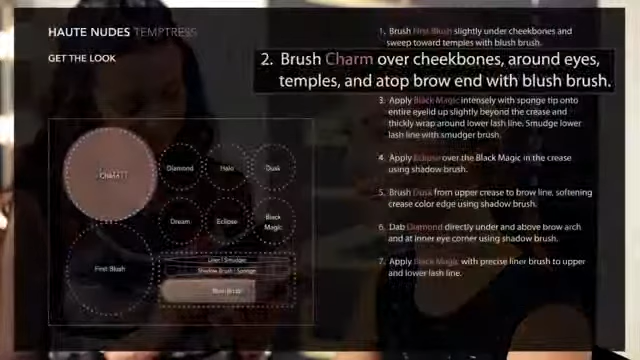 HAUTE NUDES TEMPTRESS
GET THE LOOK
1. Brush First Blush slightly under cheekbones and
sweep toward temples with blush brush.
2. Brush Charm over cheekbones, around eyes,
temples, and atop brow end with blush brush.
3. Apply Black Magic intensely with sponge tip onto
entire eyelid up slightly beyond the crease and
thickly wrap around lower lash line. Smudge lower
lash line with smudger brush.
4. Apply Eclipse over the Black Magic in the crease
using shadow brush.
5. Brush Dusk from upper crease to brow line, softening
crease color edge using shadow brush.
6. Dab Diamond directly under and above brow arch
and at inner eye corner using shadow brush.
7. Apply Black Magic with precise liner brush to upper
and lower lash line.
Diamond
Halo
Dusk
Dream
Eclipse
Black
Magic
First Blush
Liner | Smudger
Shadow Brush | Sponge
Blush Brush